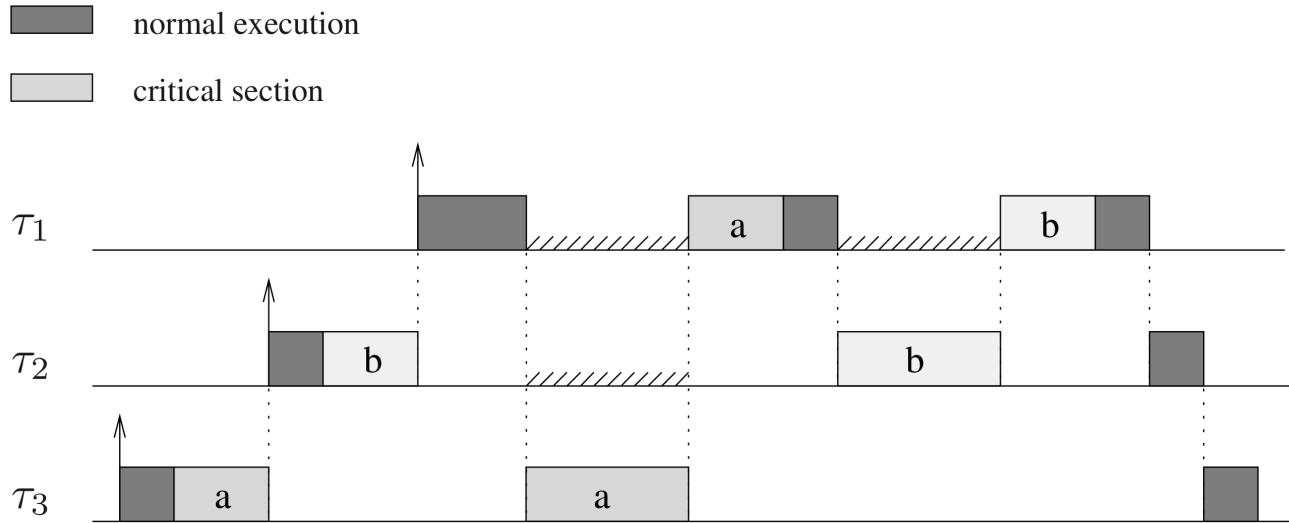 normal execution
critical section
τ1 a b
τ2 b b
τ3 a a